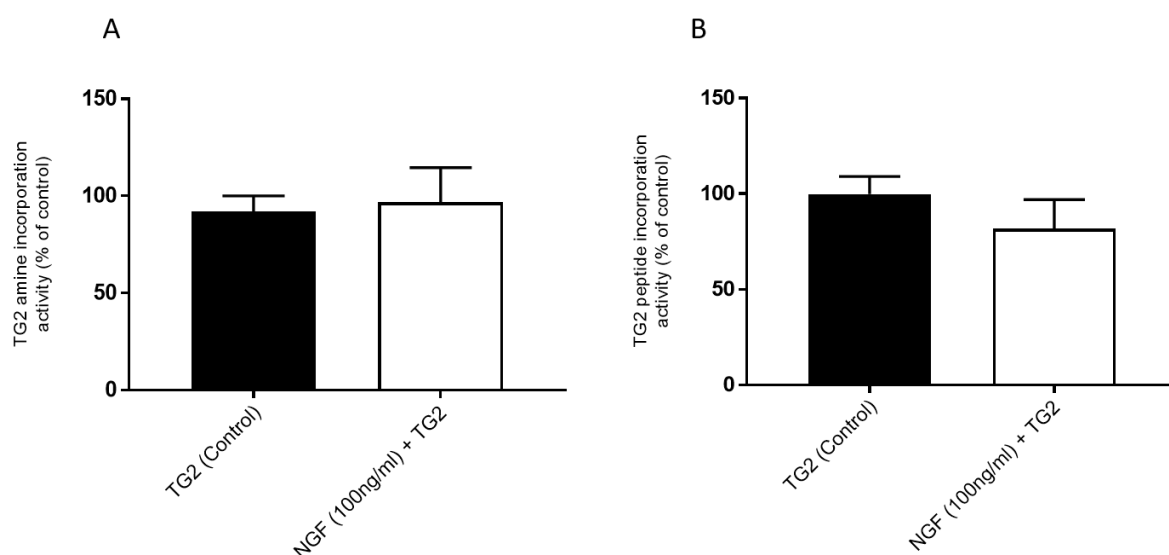 A
TG2 amine incorporation
activity (% of control)
150
100
50
0
TG2 (Control)
NGF (100ng/ml) + TG2
B
TG2 peptide incorporation
activity (% of control)
150
100
50
0
TG2 (Control)
NGF (100ng/ml) + TG2